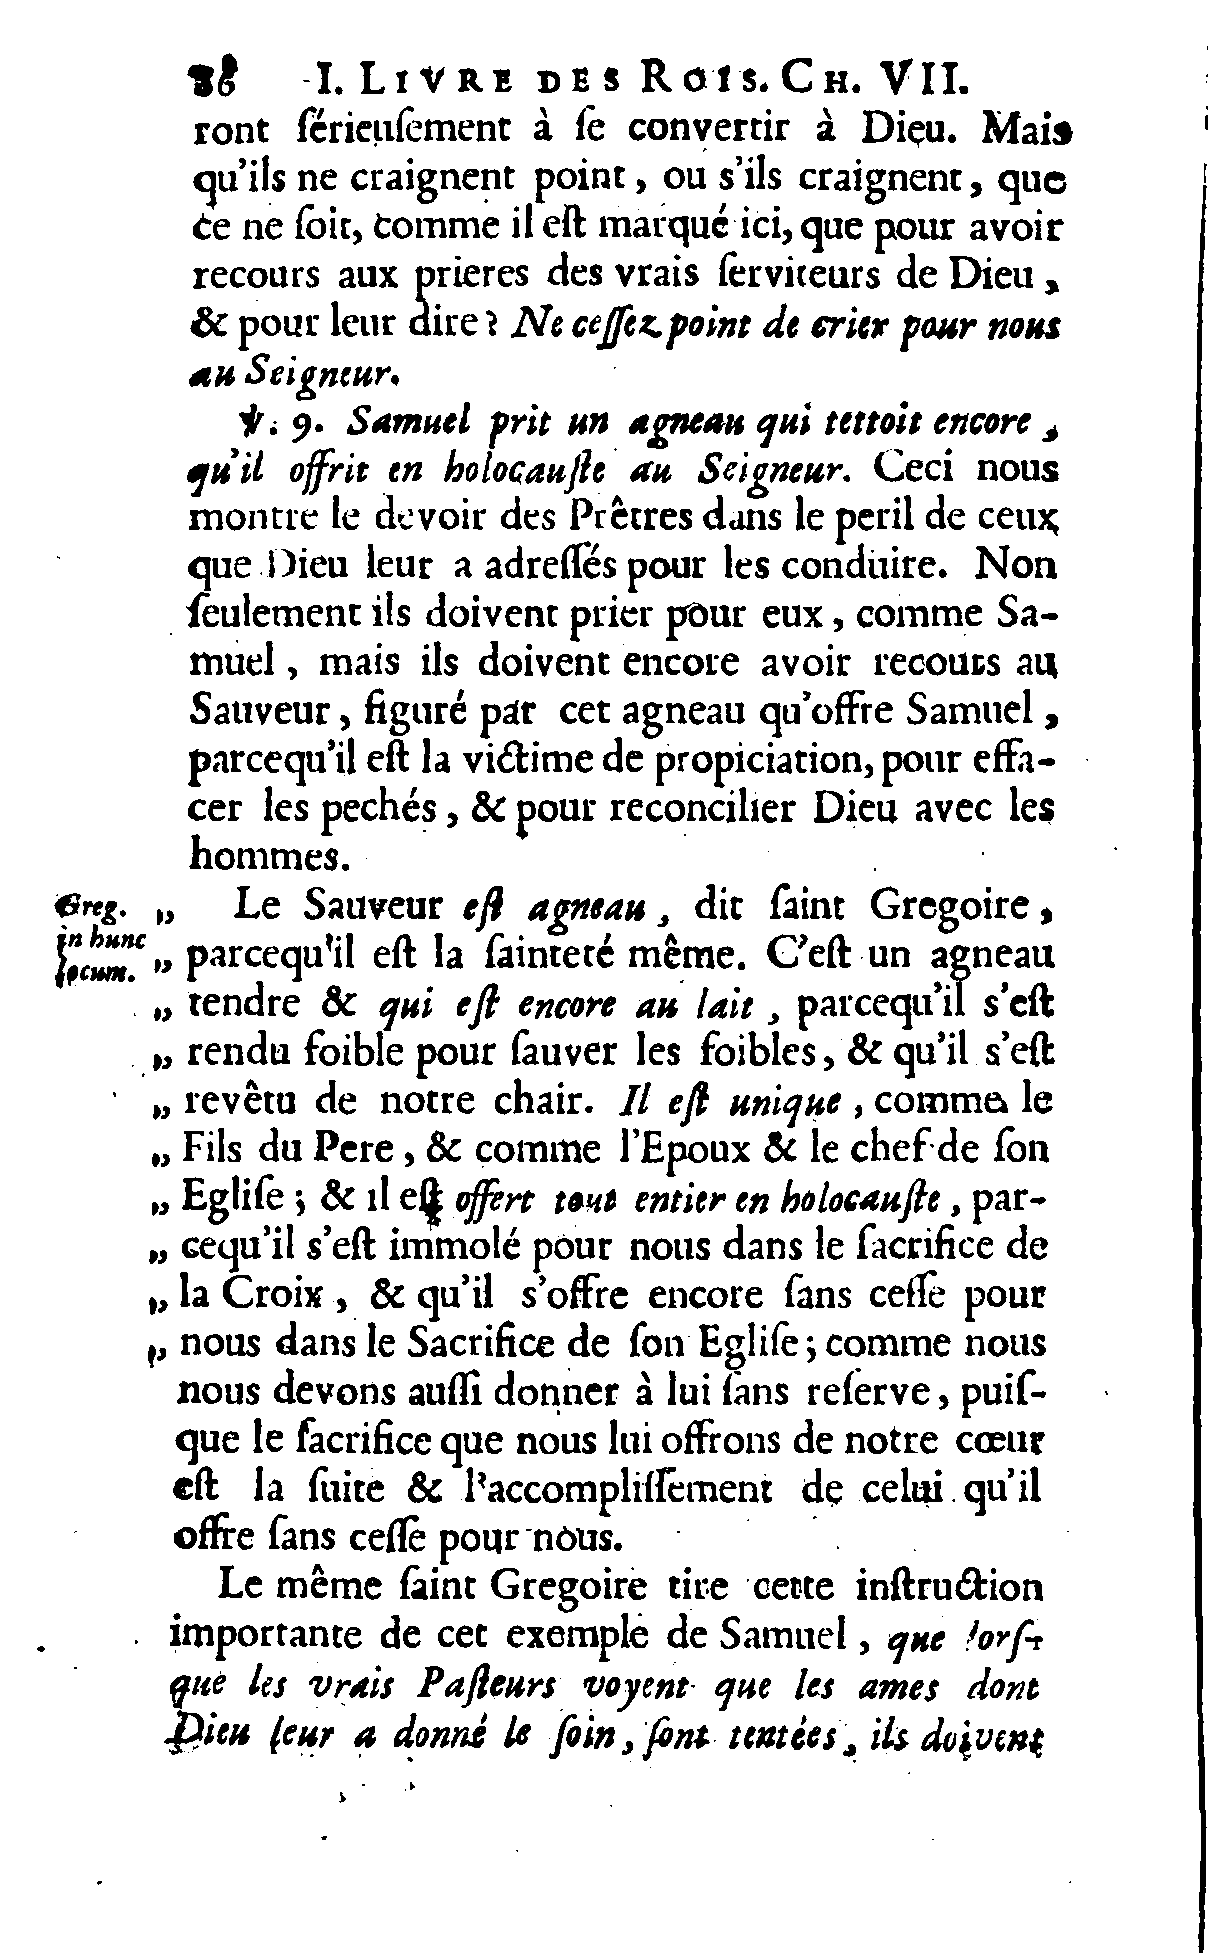 I. LIVRE DES ROIS. CH. VII.
ront ſérieuſement à ſe convertir à Dieu. Mais
qu'ils ne craignent point, ou s'ils craignent, que
ce ne ſoit, comme il eſt marqué ici, que pour avoir
recours aux prieres des vrais ſerviteurs de Dieu,
& pour leur dire? Ne ceſſez point de crier pour nous
au Seigneur.
℣. 9. Samuel prit un agneau qui tettoit encore,
qu'il offrit en holocauſte au Seigneur. Ceci nous
montre le devoir des Prêtres dans le peril de ceux
que Dieu leur a adreſſés pour les conduire. Non
ſeulement ils doivent prier pour eux, comme Sa-
muel, mais ils doivent encore avoir recours au
Sauveur, figuré par cet agneau qu'offre Samuel,
parcequ'il eſt la victime de propiciation, pour effa-
cer les pechés, & pour reconcilier Dieu avec les
hommes.
Greg.
in hunc
locum.
„ Le Sauveur eſt agneau, dit ſaint Gregoire,
„ parcequ'il eſt la ſainteté même. C'eſt un agneau
„ tendre & qui eſt encore au lait, parcequ'il s'eſt
„ rendu foible pour ſauver les foibles, & qu'il s'eſt
„ revêtu de notre chair. Il eſt unique, comme le
„ Fils du Pere, & comme l'Epoux & le chef de ſon
„ Egliſe; & il eſt offert tout entier en holocauſte, par-
„ cequ'il s'eſt immolé pour nous dans le ſacrifice de
„ la Croix, & qu'il s'offre encore ſans ceſſe pour
„ nous dans le Sacrifice de ſon Egliſe; comme nous
nous devons auſſi donner à lui ſans reſerve, puiſ-
que le ſacrifice que nous lui offrons de notre cœur
eſt la ſuite & l'accompliſſement de celui qu'il
offre ſans ceſſe pour nous.
Le même ſaint Gregoire tire cette inſtruction
importante de cet exemple de Samuel, que lorſ-
que les vrais Paſteurs voyent que les ames dont
Dieu leur a donné le ſoin, ſont tentées, ils doivent